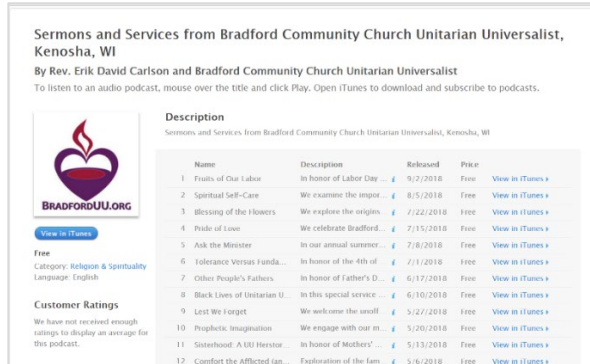 Sermons and Services from Bradford Community Church Unitarian Universalist,
Kenosha, WI
By Rev. Erik David Carlson and Bradford Community Church Unitarian Universalist
To listen to an audio podcast, mouse over the title and click Play. Open iTunes to download and subscribe to podcasts.
BRADFORDUU.ORG
View in iTunes
Free
Category: Religion & Spirituality
Language: English
Customer Ratings
We have not received enough
ratings to display an average for
this podcast.
Description
Sermons and Services from Bradford Community Church Unitarian Universalist, Kenosha, WI
Name Description Released Price
1 Fruits of Our Labor In honor of Labor Day ... i 9/2/2018 Free View in iTunes
2 Spiritual Self-Care We examine the impor... i 8/5/2018 Free View in iTunes
3 Blessing of the Flowers We explore the origins i 7/22/2018 Free View in iTunes
4 Pride of Love We celebrate Bradford... i 7/15/2018 Free View in iTunes
5 Ask the Minister In our annual summer... i 7/8/2018 Free View in iTunes
6 Tolerance Versus Funda... In honor of the 4th of i 7/1/2018 Free View in iTunes
7 Other People's Fathers In honor of Father's D... i 6/17/2018 Free View in iTunes
8 Black Lives of Unitarian U... In this special service ... i 6/10/2018 Free View in iTunes
9 Lest We Forget We welcome the i 5/27/2018 Free View in iTunes
10 Prophetic Imagination We engage with our m... i 5/20/2018 Free View in iTunes
11 Sisterhood: A UU Herstor... In honor of Mothers' ... i 5/13/2018 Free View in iTunes
12 Comfort the Afflicted (an... Exploration of the fam i 5/6/2018 Free View in iTunes